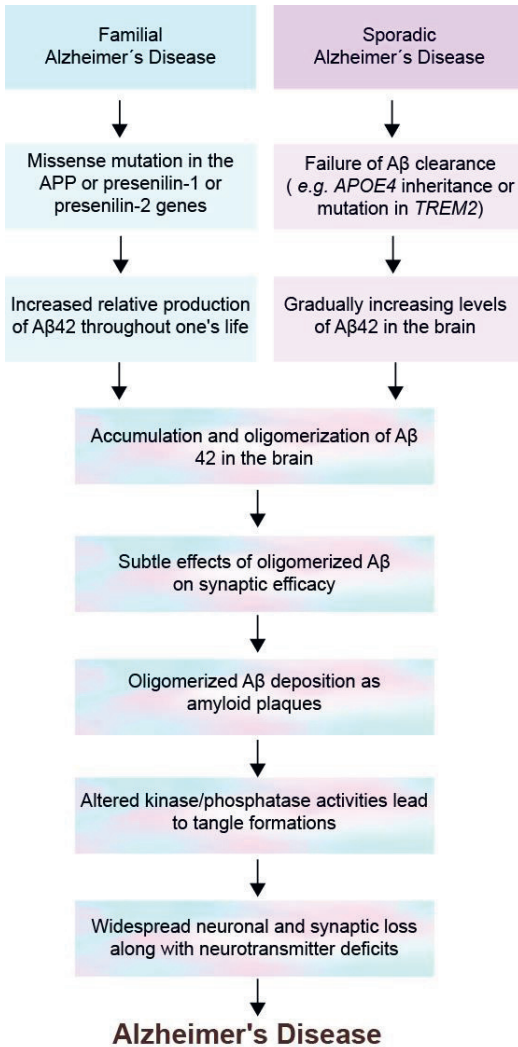 Familial
Alzheimer´s Disease
Sporadic
Alzheimer´s Disease
Missense mutation in the
APP or presenilin-1 or
presenilin-2 genes
Failure of Aβ clearance
( e.g. APOE4 inheritance or
mutation in TREM2)
Increased relative production
of Aβ42 throughout one's life
Gradually increasing levels
of Aβ42 in the brain
Accumulation and oligomerization of Aβ
42 in the brain
Subtle effects of oligomerized Aβ
on synaptic efficacy
Oligomerized Aβ deposition as
amyloid plaques
Altered kinase/phosphatase activities lead
to tangle formations
Widespread neuronal and synaptic loss
along with neurotransmitter deficits
Alzheimer's Disease